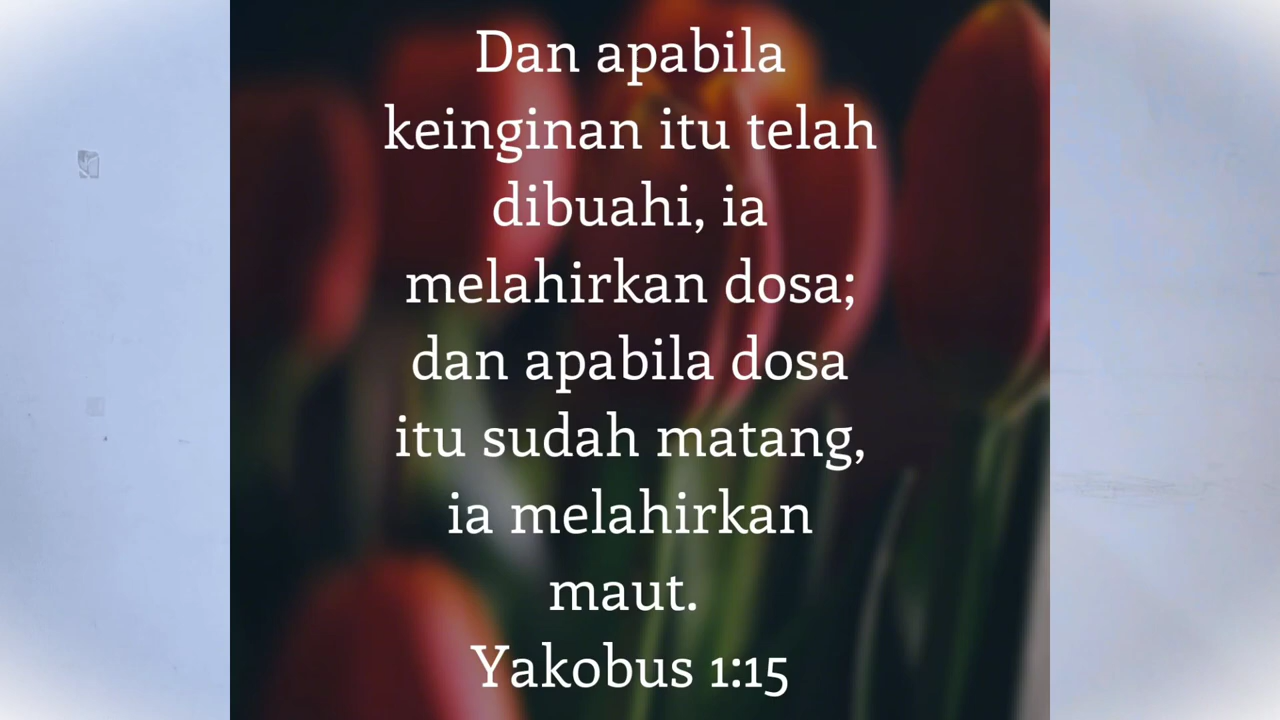 Dan apabila
keinginan itu telah
dibuahi, ia
melahirkan dosa;
dan apabila dosa
itu sudah matang,
ia melahirkan
maut.
Yakobus 1:15